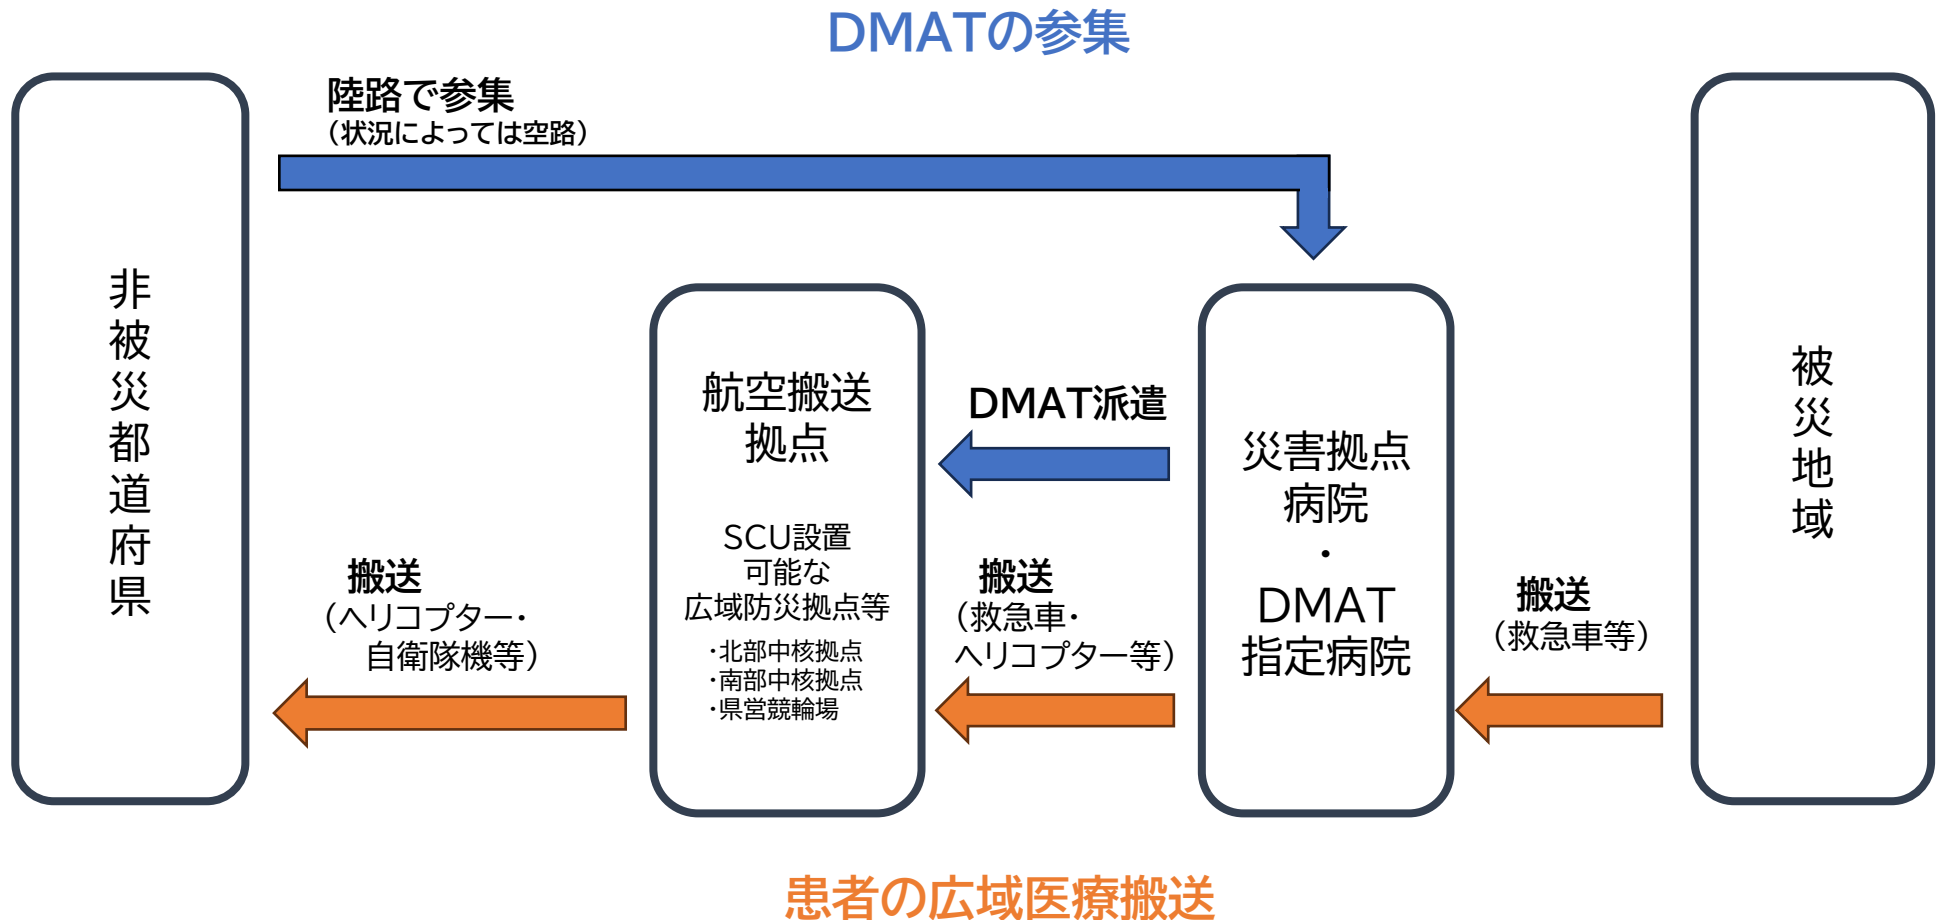 DMATの参集
陸路で参集
（状況によっては空路）
非被災都道府県
航空搬送
拠点
SCU設置
可能な
広域防災拠点等
・北部中核拠点
・南部中核拠点
・県営競輪場
DMAT派遣
災害拠点
病院
・
DMAT
指定病院
被災地域
搬送
（ヘリコプター・
自衛隊機等）
搬送
（救急車・
ヘリコプター等）
搬送
（救急車等）
患者の広域医療搬送